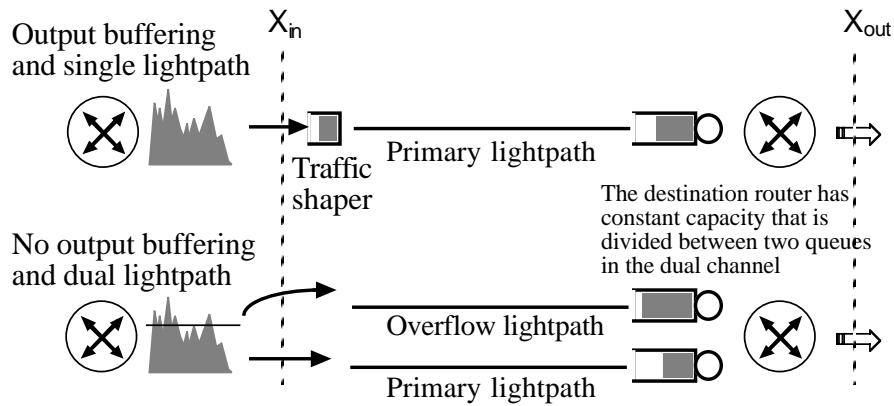 Output buffering
and single lightpath
X_in
X_out
Traffic
shaper
Primary lightpath
The destination router has
constant capacity that is
divided between two queues
in the dual channel
No output buffering
and dual lightpath
Overflow lightpath
Primary lightpath